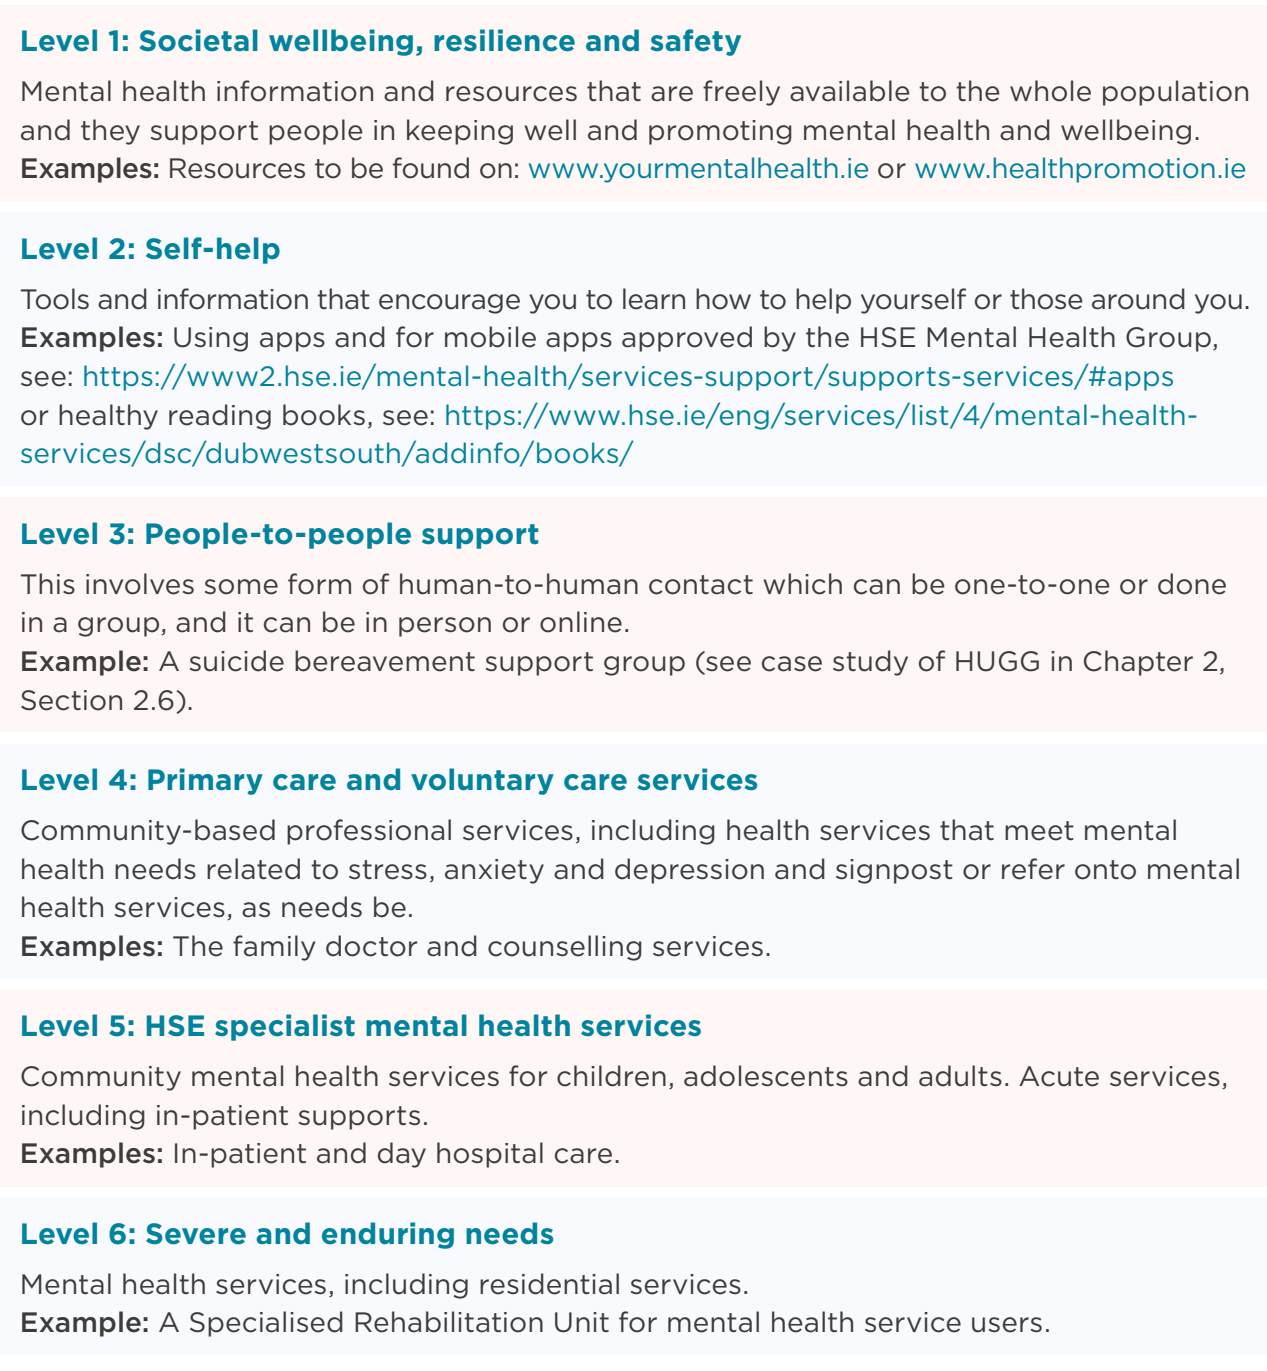 Level 1: Societal wellbeing, resilience and safety
Mental health information and resources that are freely available to the whole population
and they support people in keeping well and promoting mental health and wellbeing.
Examples: Resources to be found on: www.yourmentalhealth.ie or www.healthpromotion.ie
Level 2: Self-help
Tools and information that encourage you to learn how to help yourself or those around you.
Examples: Using apps and for mobile apps approved by the HSE Mental Health Group,
see: https://www2.hse.ie/mental-health/services-support/supports-services/#apps
or healthy reading books, see: https://www.hse.ie/eng/services/list/4/mental-health-
services/dsc/dubwestsouth/addinfo/books/
Level 3: People-to-people support
This involves some form of human-to-human contact which can be one-to-one or done
in a group, and it can be in person or online.
Example: A suicide bereavement support group (see case study of HUGG in Chapter 2,
Section 2.6).
Level 4: Primary care and voluntary care services
Community-based professional services, including health services that meet mental
health needs related to stress, anxiety and depression and signpost or refer onto mental
health services, as needs be.
Examples: The family doctor and counselling services.
Level 5: HSE specialist mental health services
Community mental health services for children, adolescents and adults. Acute services,
including in-patient supports.
Examples: In-patient and day hospital care.
Level 6: Severe and enduring needs
Mental health services, including residential services.
Example: A Specialised Rehabilitation Unit for mental health service users.